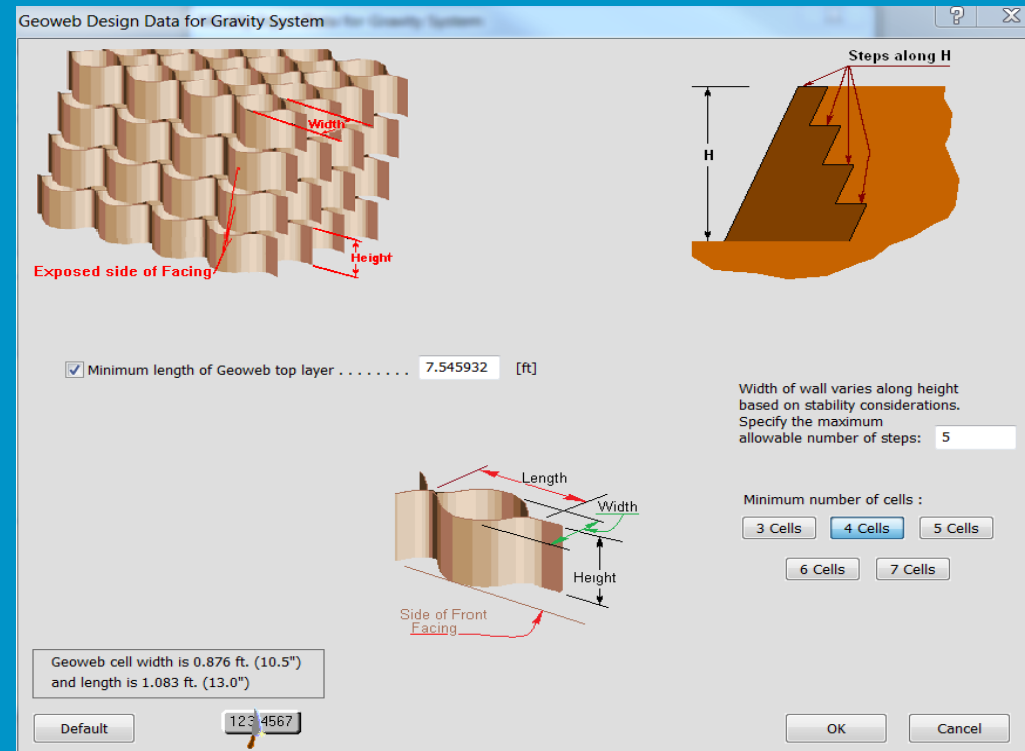 Geoweb Design Data for Gravity System
Steps along H
Width
H
Height
Exposed side of Facing
Minimum length of Geoweb top layer . . . . . . . . 7.545932 [ft]
Width of wall varies along height
based on stability considerations.
Specify the maximum
allowable number of steps: 5
Length
Width
Height
Side of Front
Facing
Minimum number of cells :
3 Cells 4 Cells 5 Cells
6 Cells 7 Cells
Geoweb cell width is 0.876 ft. (10.5")
and length is 1.083 ft. (13.0")
Default
1234567
OK
Cancel